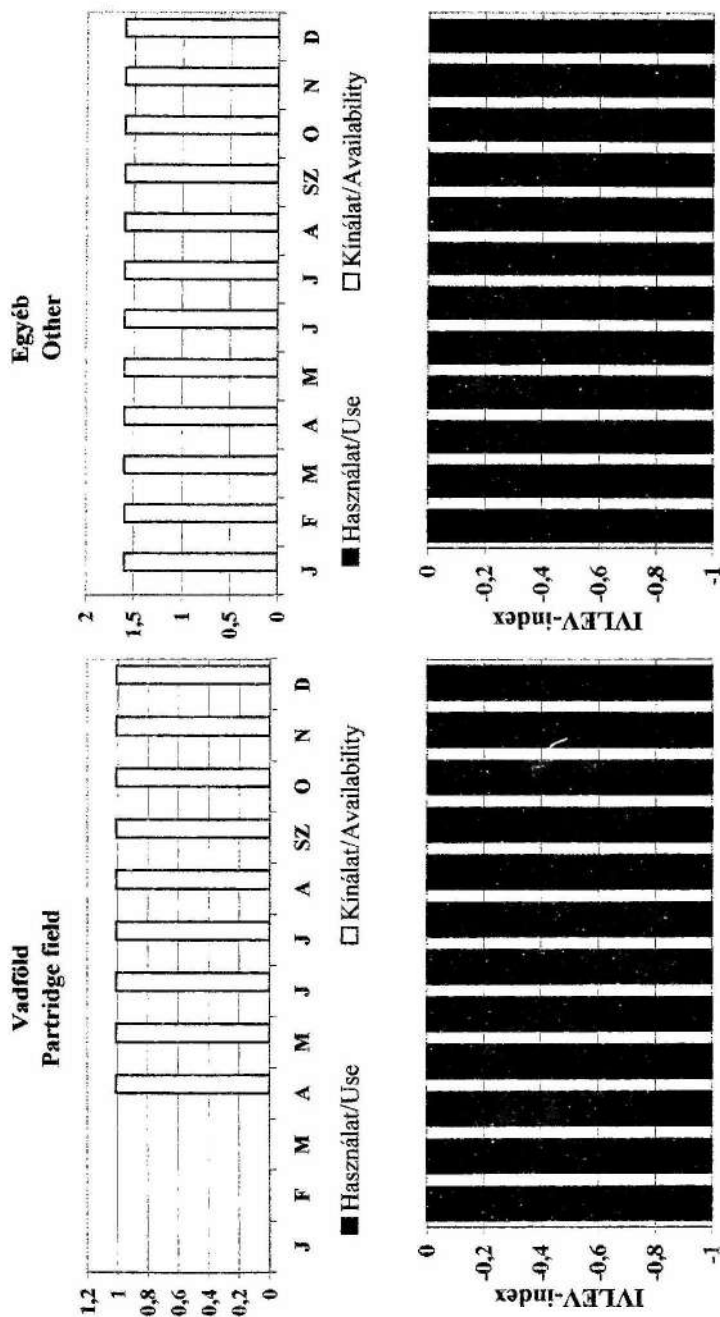 Vadföld
Partridge field
1,2
1
0,8
0,6
0,4
0,2
0
J F M A M J J A SZ O N D
■ Használat/Use □ Kínálat/Availability
IVLEV-index
0
-0,2
-0,4
-0,6
-0,8
-1
Egyéb
Other
2
1,5
1
0,5
0
J F M A M J J A SZ O N D
■ Használat/Use □ Kínálat/Availability
IVLEV-index
0
-0,2
-0,4
-0,6
-0,8
-1